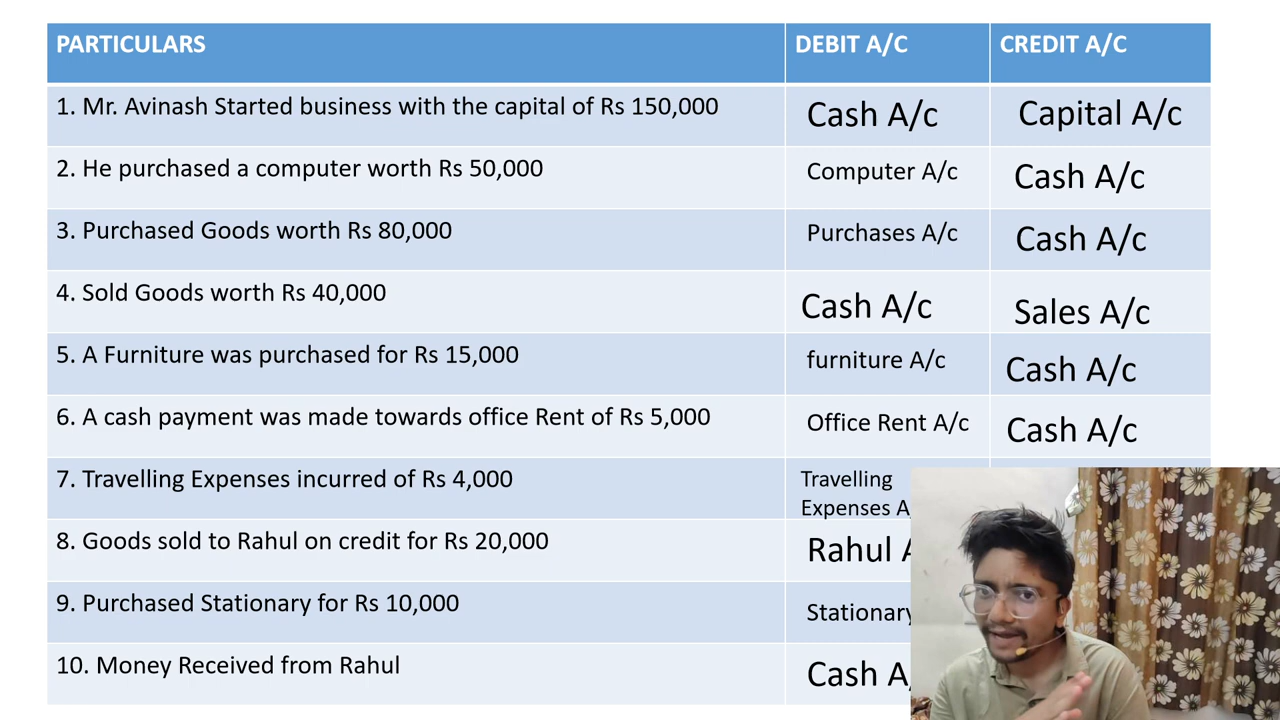 PARTICULARS DEBIT A/C CREDIT A/C
1. Mr. Avinash Started business with the capital of Rs 150,000 Cash A/c Capital A/c
2. He purchased a computer worth Rs 50,000 Computer A/c Cash A/c
3. Purchased Goods worth Rs 80,000 Purchases A/c Cash A/c
4. Sold Goods worth Rs 40,000 Cash A/c Sales A/c
5. A Furniture was purchased for Rs 15,000 furniture A/c Cash A/c
6. A cash payment was made towards office Rent of Rs 5,000 Office Rent A/c Cash A/c
7. Travelling Expenses incurred of Rs 4,000 Travelling
Expenses A
8. Goods sold to Rahul on credit for Rs 20,000 Rahul
9. Purchased Stationary for Rs 10,000 Stationary
10. Money Received from Rahul Cash A/